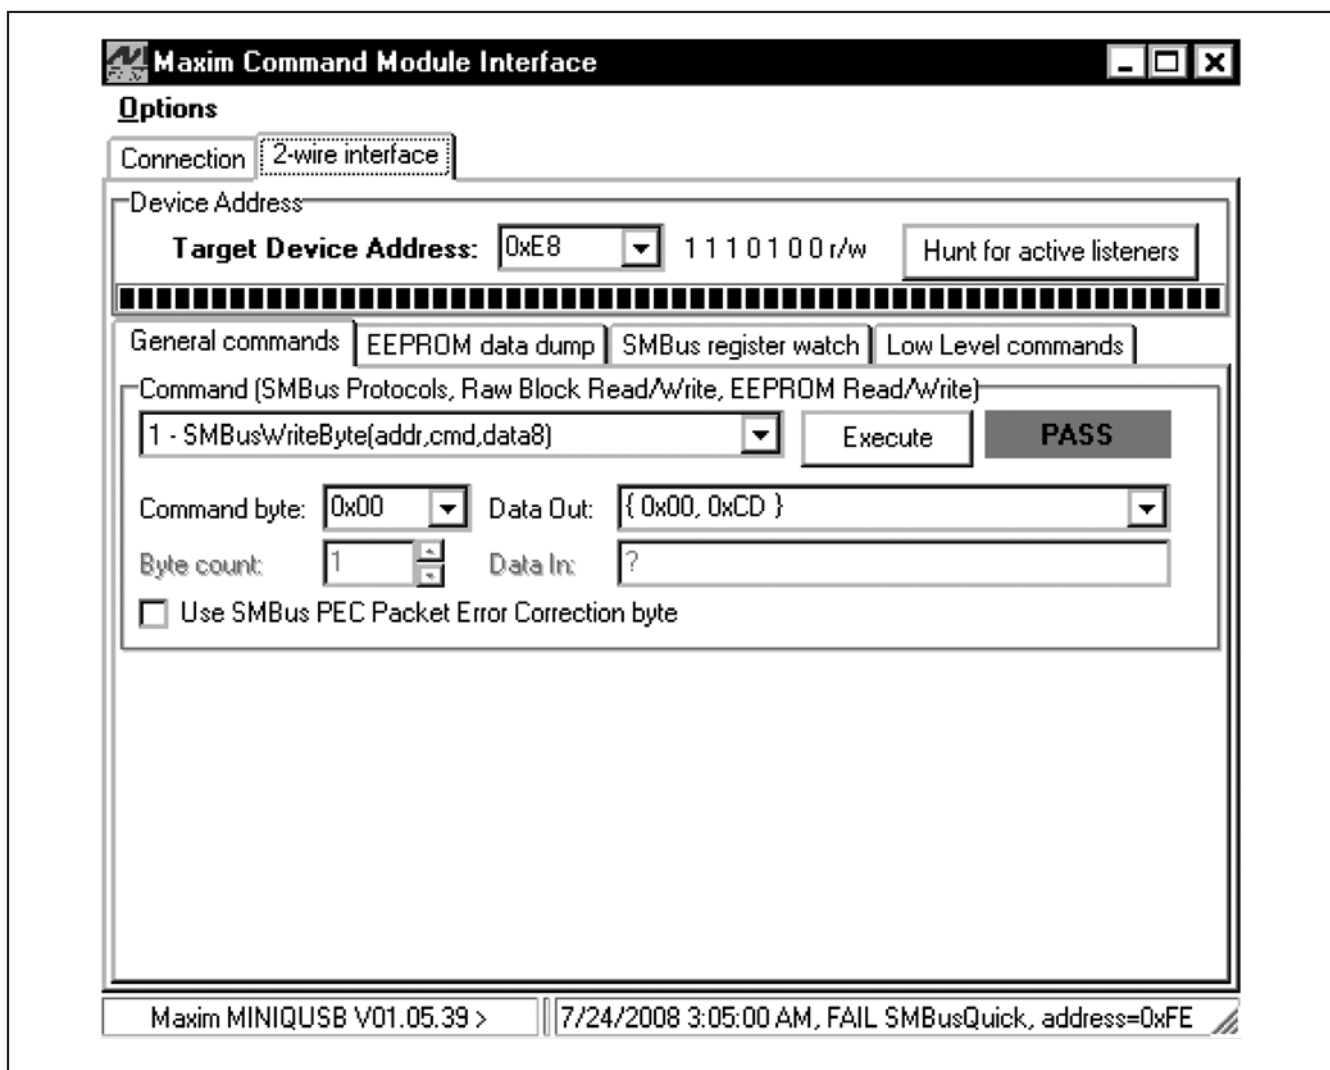 Maxim Command Module Interface
Options
Connection 2-wire interface
Device Address
Target Device Address: 0xE8 1 1 1 0 1 0 0 r/w Hunt for active listeners
General commands EEPROM data dump SMBus register watch Low Level commands
Command (SMBus Protocols, Raw Block Read/Write, EEPROM Read/Write)
1 - SMBusWriteByte(addr,cmd,data8) Execute PASS
Command byte: 0x00 Data Out: { 0x00, 0xCD }
Byte count: 1 Data In: ?
Use SMBus PEC Packet Error Correction byte
Maxim MINIQUSB V01.05.39 > 7/24/2008 3:05:00 AM, FAIL SMBusQuick, address=0xFE